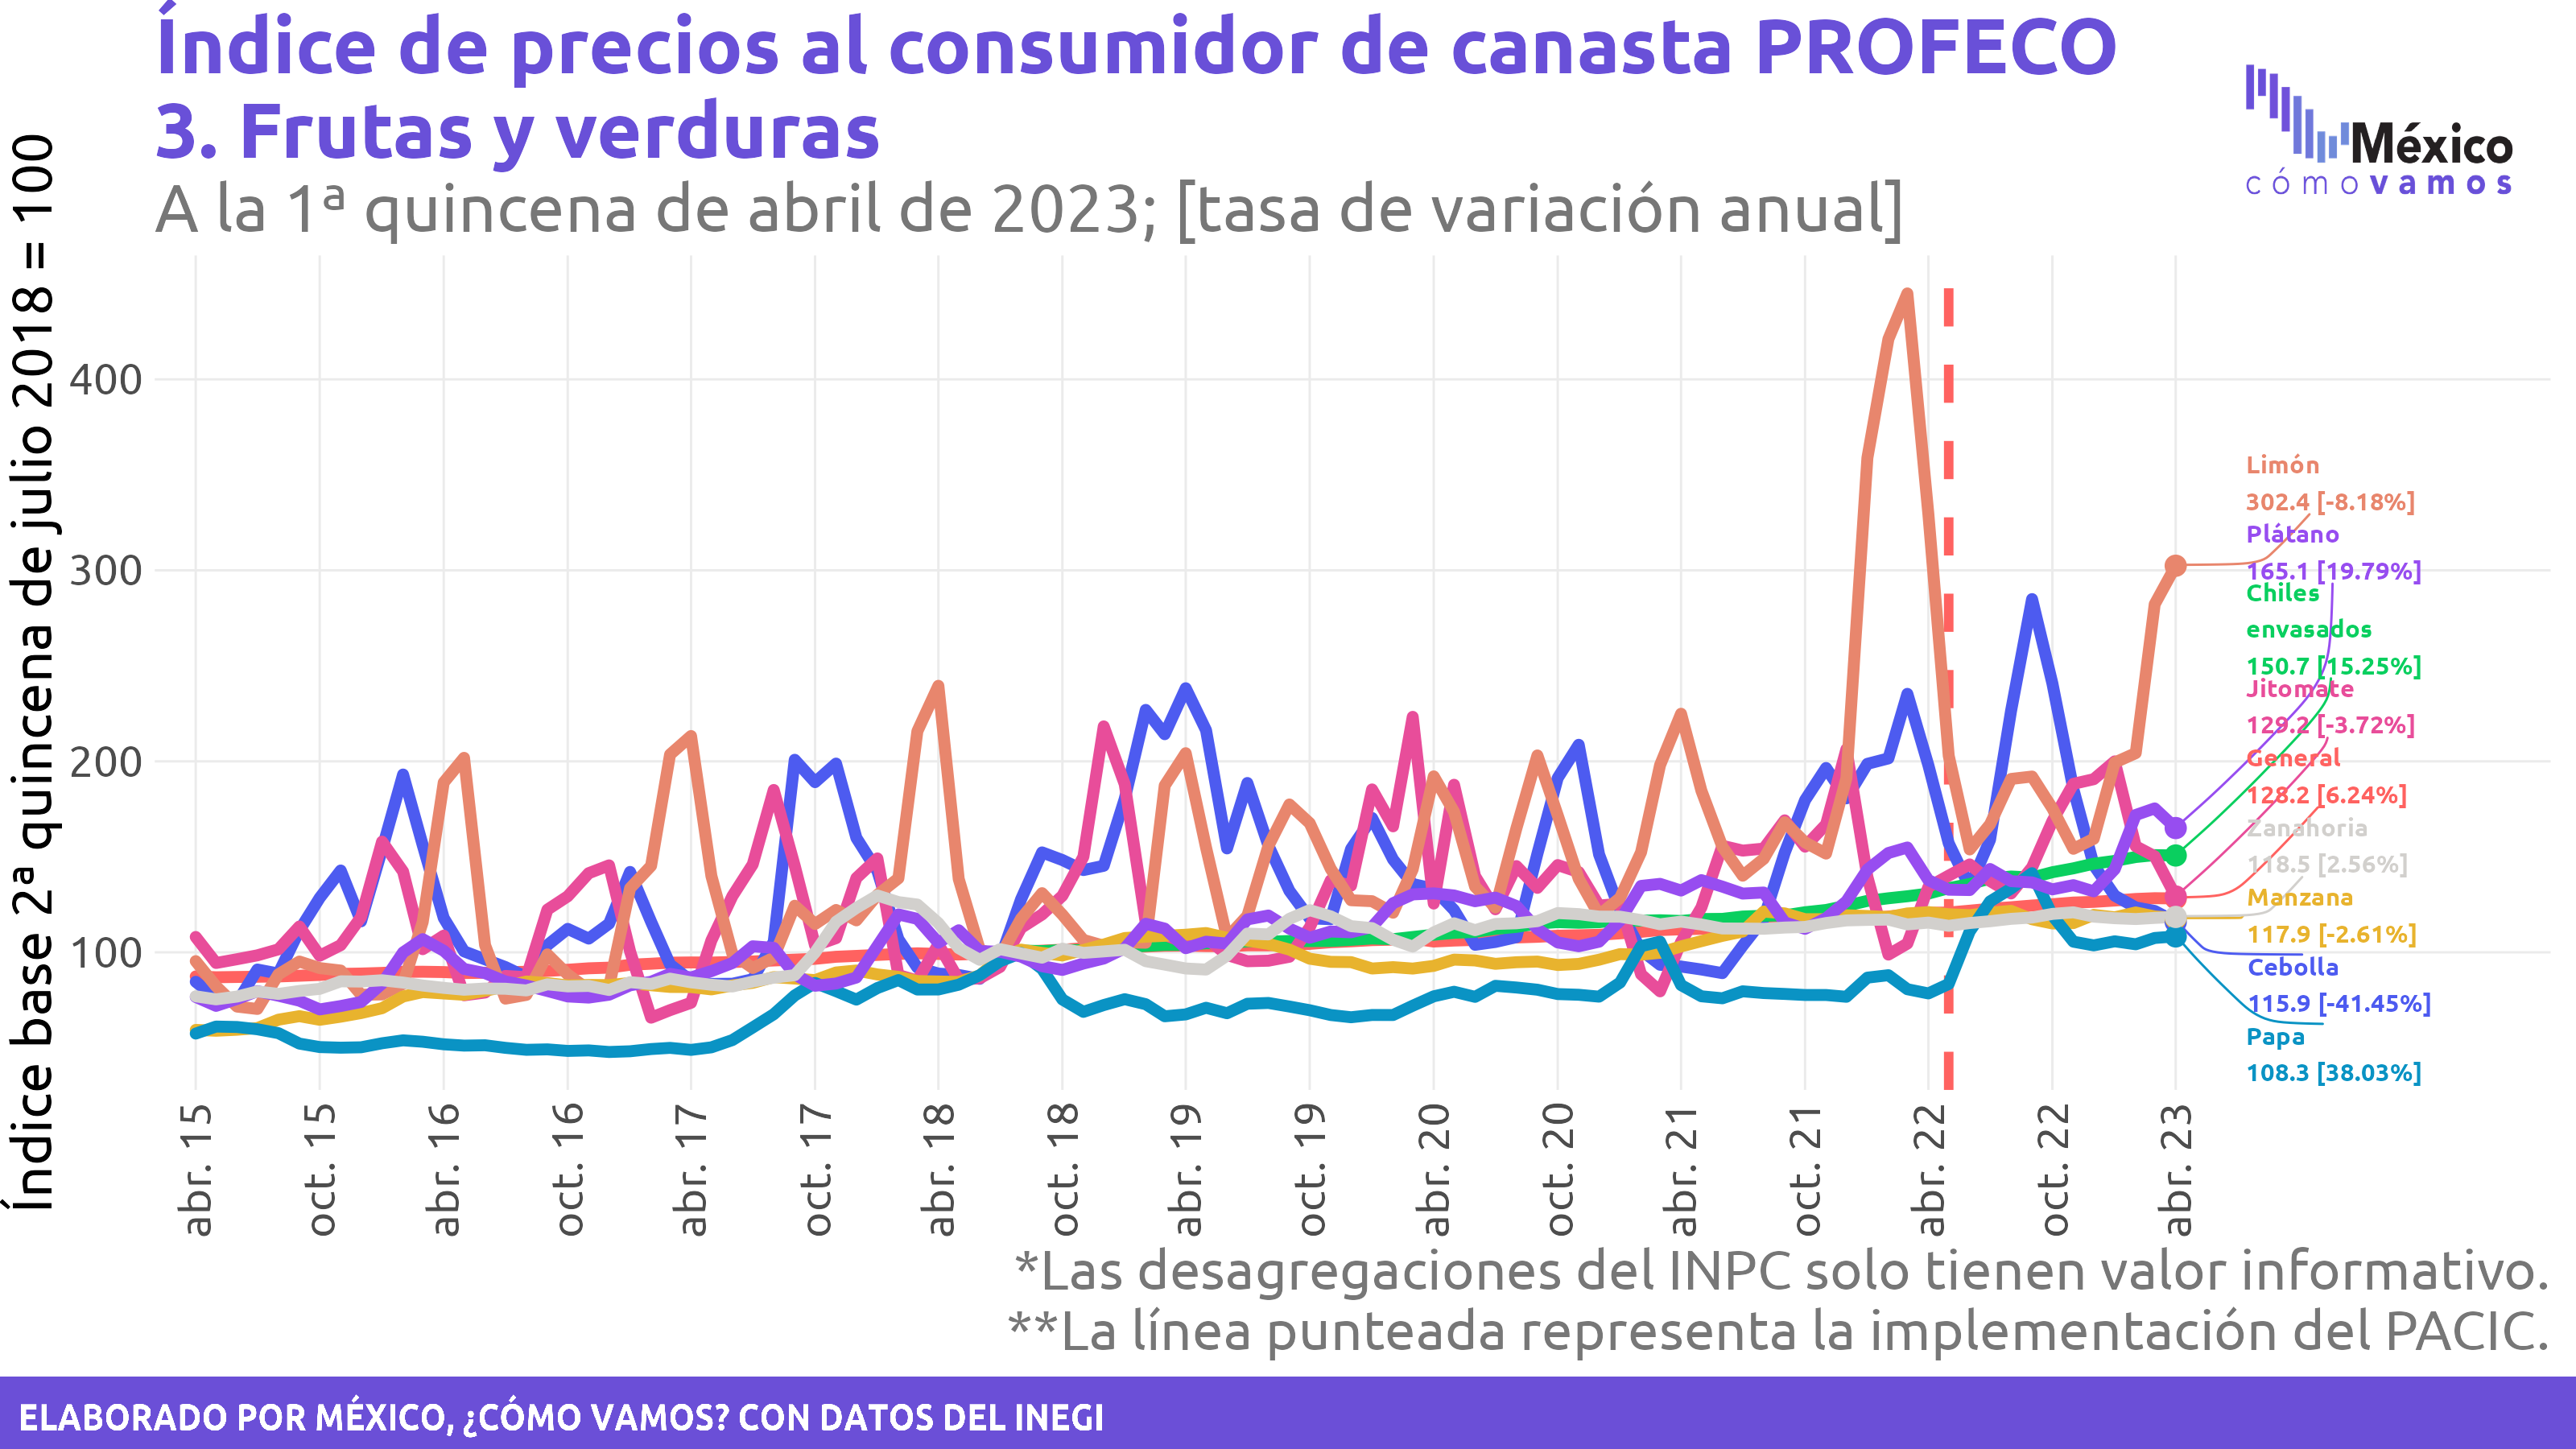 Índice de precios al consumidor de canasta PROFECO
3. Frutas y verduras
A la 1ª quincena de abril de 2023; [tasa de variación anual]
México
cómo vamos
Índice base 2ª quincena de julio 2018 = 100
400
300
200
100
Limón
302.4 [-8.18%]
Plátano
165.1 [19.79%]
Chiles
envasados
150.7 [15.25%]
Jitomate
129.2 [-3.72%]
General
128.2 [6.24%]
Zanahoria
118.5 [2.56%]
Manzana
117.9 [-2.61%]
Cebolla
115.9 [-41.45%]
Papa
108.3 [38.03%]
abr. 15
oct. 15
abr. 16
oct. 16
abr. 17
oct. 17
abr. 18
oct. 18
abr. 19
oct. 19
abr. 20
oct. 20
abr. 21
oct. 21
abr. 22
oct. 22
abr. 23
*Las desagregaciones del INPC solo tienen valor informativo.
**La línea punteada representa la implementación del PACIC.
ELABORADO POR MÉXICO, ¿CÓMO VAMOS? CON DATOS DEL INEGI